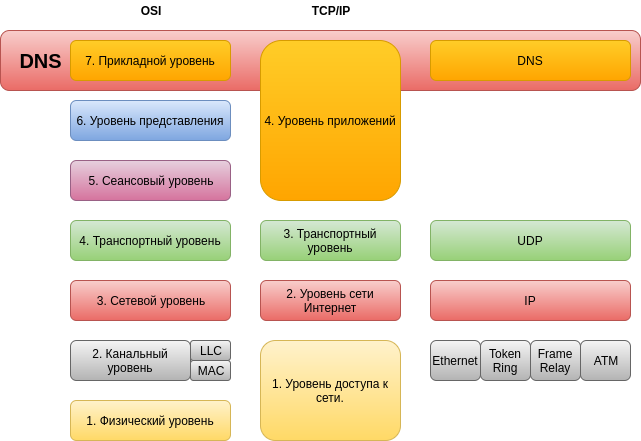 OSI TCP/IP
DNS 7. Прикладной уровень DNS
6. Уровень представления 4. Уровень приложений
5. Сеансовый уровень
4. Транспортный уровень 3. Транспортный
уровень UDP
3. Сетевой уровень 2. Уровень сети
Интернет IP
2. Канальный
уровень LLC
MAC
Ethernet Token
Ring Frame
Relay ATM
1. Уровень доступа к
сети.
1. Физический уровень